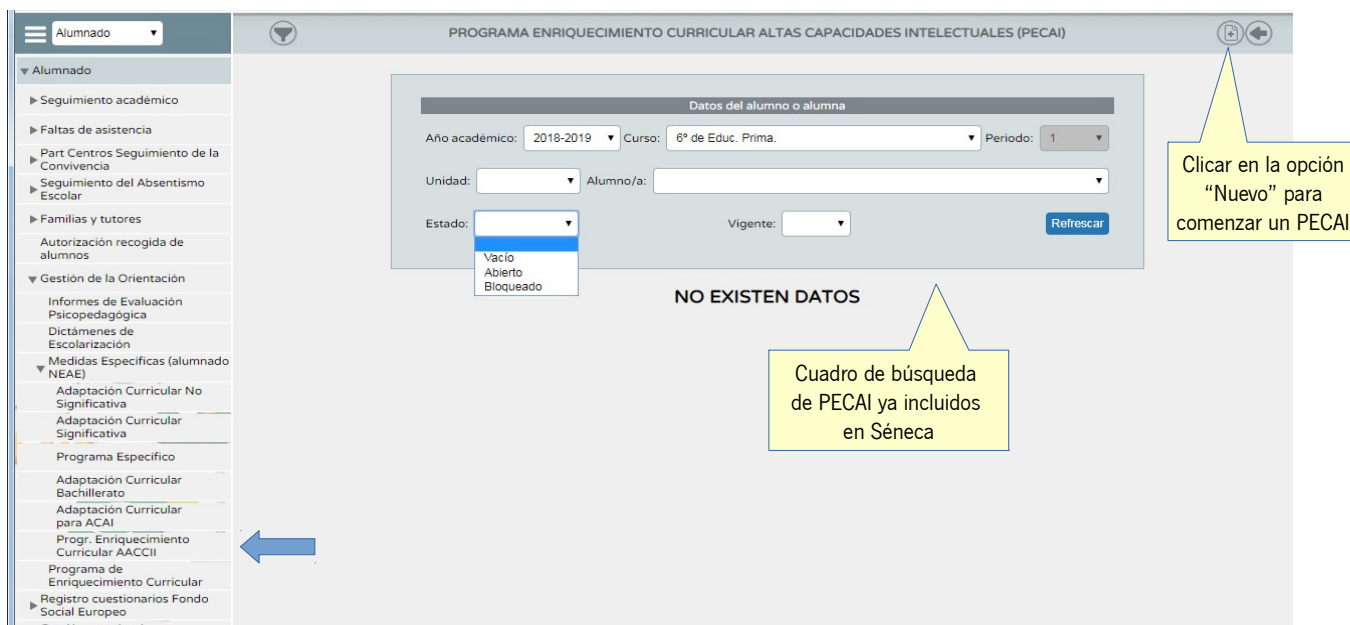 Alumnado
PROGRAMA ENRIQUECIMIENTO CURRICULAR ALTAS CAPACIDADES INTELECTUALES (PECAI)
Alumnado
Seguimiento académico
Faltas de asistencia
Part Centros Seguimiento de la
Convivencia
Seguimiento del Absentismo
Escolar
Familias y tutores
Autorización recogida de
alumnos
Gestión de la Orientación
Informes de Evaluación
Psicopedagógica
Dictámenes de
Escolarización
Medidas Específicas (alumnado
NEAE)
Adaptación Curricular No
Significativa
Adaptación Curricular
Significativa
Programa Específico
Adaptación Curricular
Bachillerato
Adaptación Curricular
para ACAI
Progr. Enriquecimiento
Curricular AACCII
Programa de
Enriquecimiento Curricular
Registro cuestionarios Fondo
Social Europeo
Datos del alumno o alumna
Año académico: 2018-2019 Curso: 6º de Educ. Prima. Periodo: 1
Unidad: Alumno/a:
Estado: Vigente: Refrescar
Vacío
Abierto
Bloqueado
NO EXISTEN DATOS
Clicar en la opción
“Nuevo” para
comenzar un PECAI
Cuadro de búsqueda
de PECAI ya incluidos
en Séneca